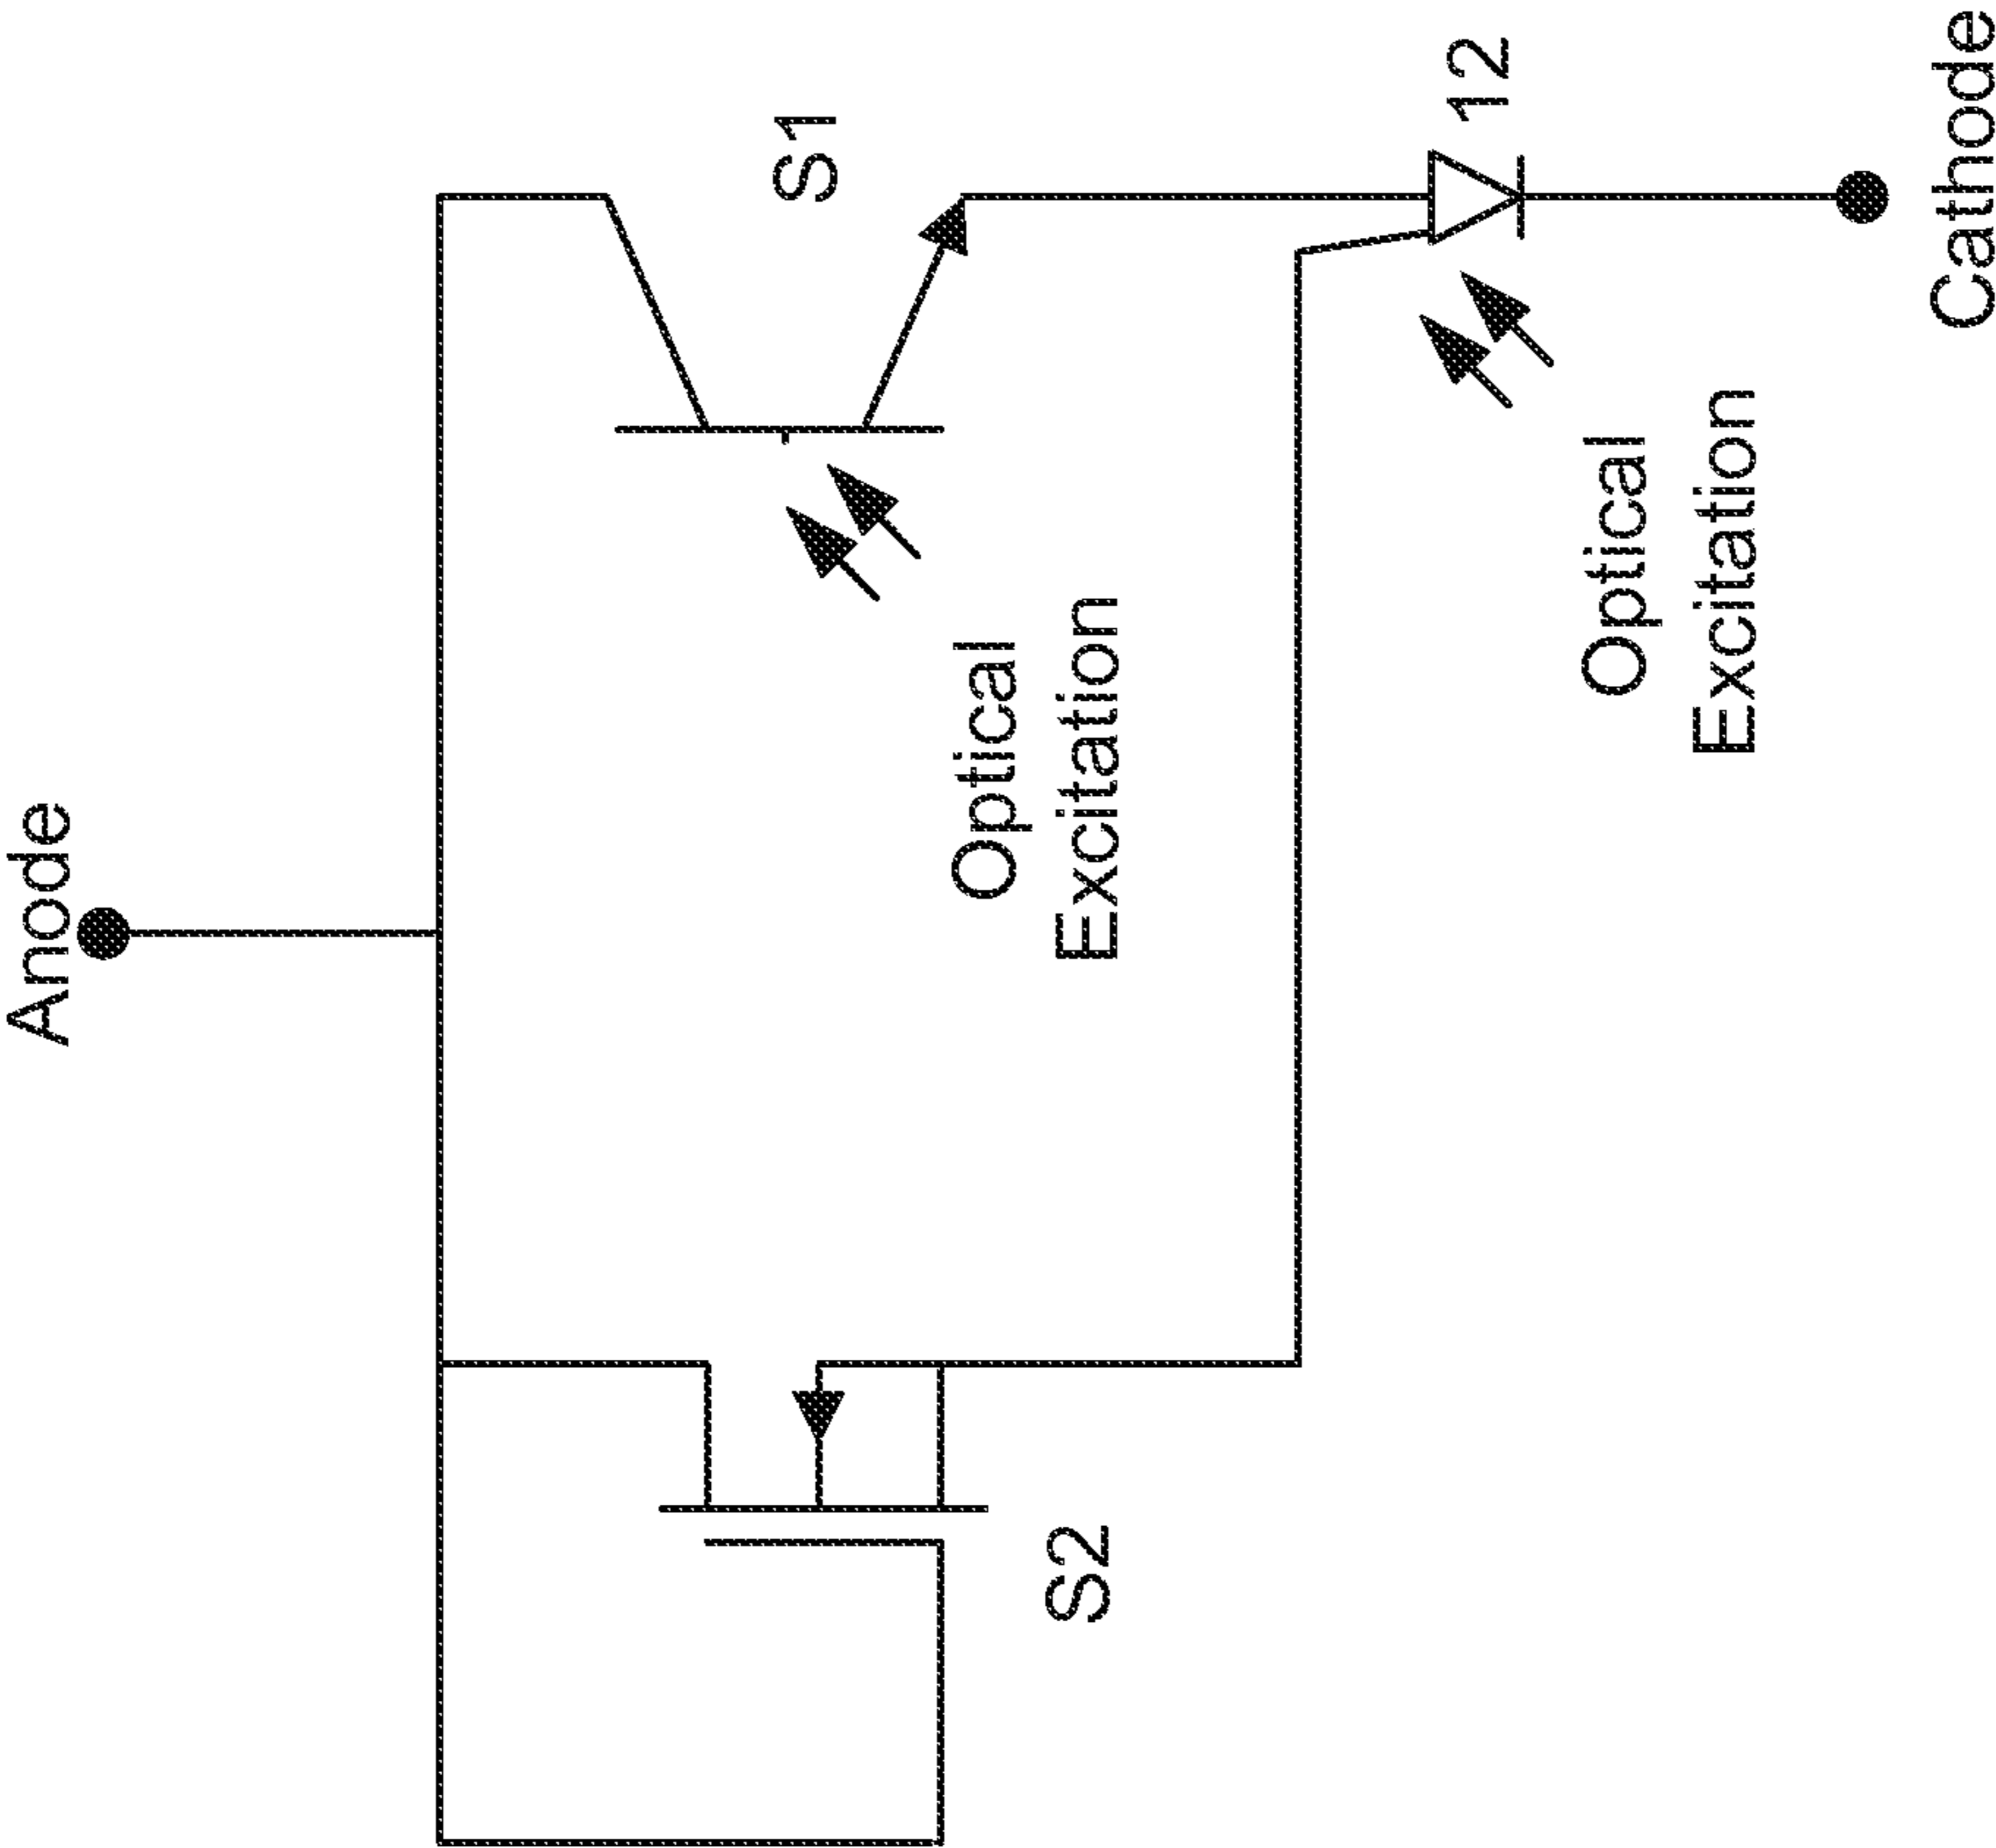 Anode
S1
12
Cathode
Optical
Excitation
Optical
Excitation
S2